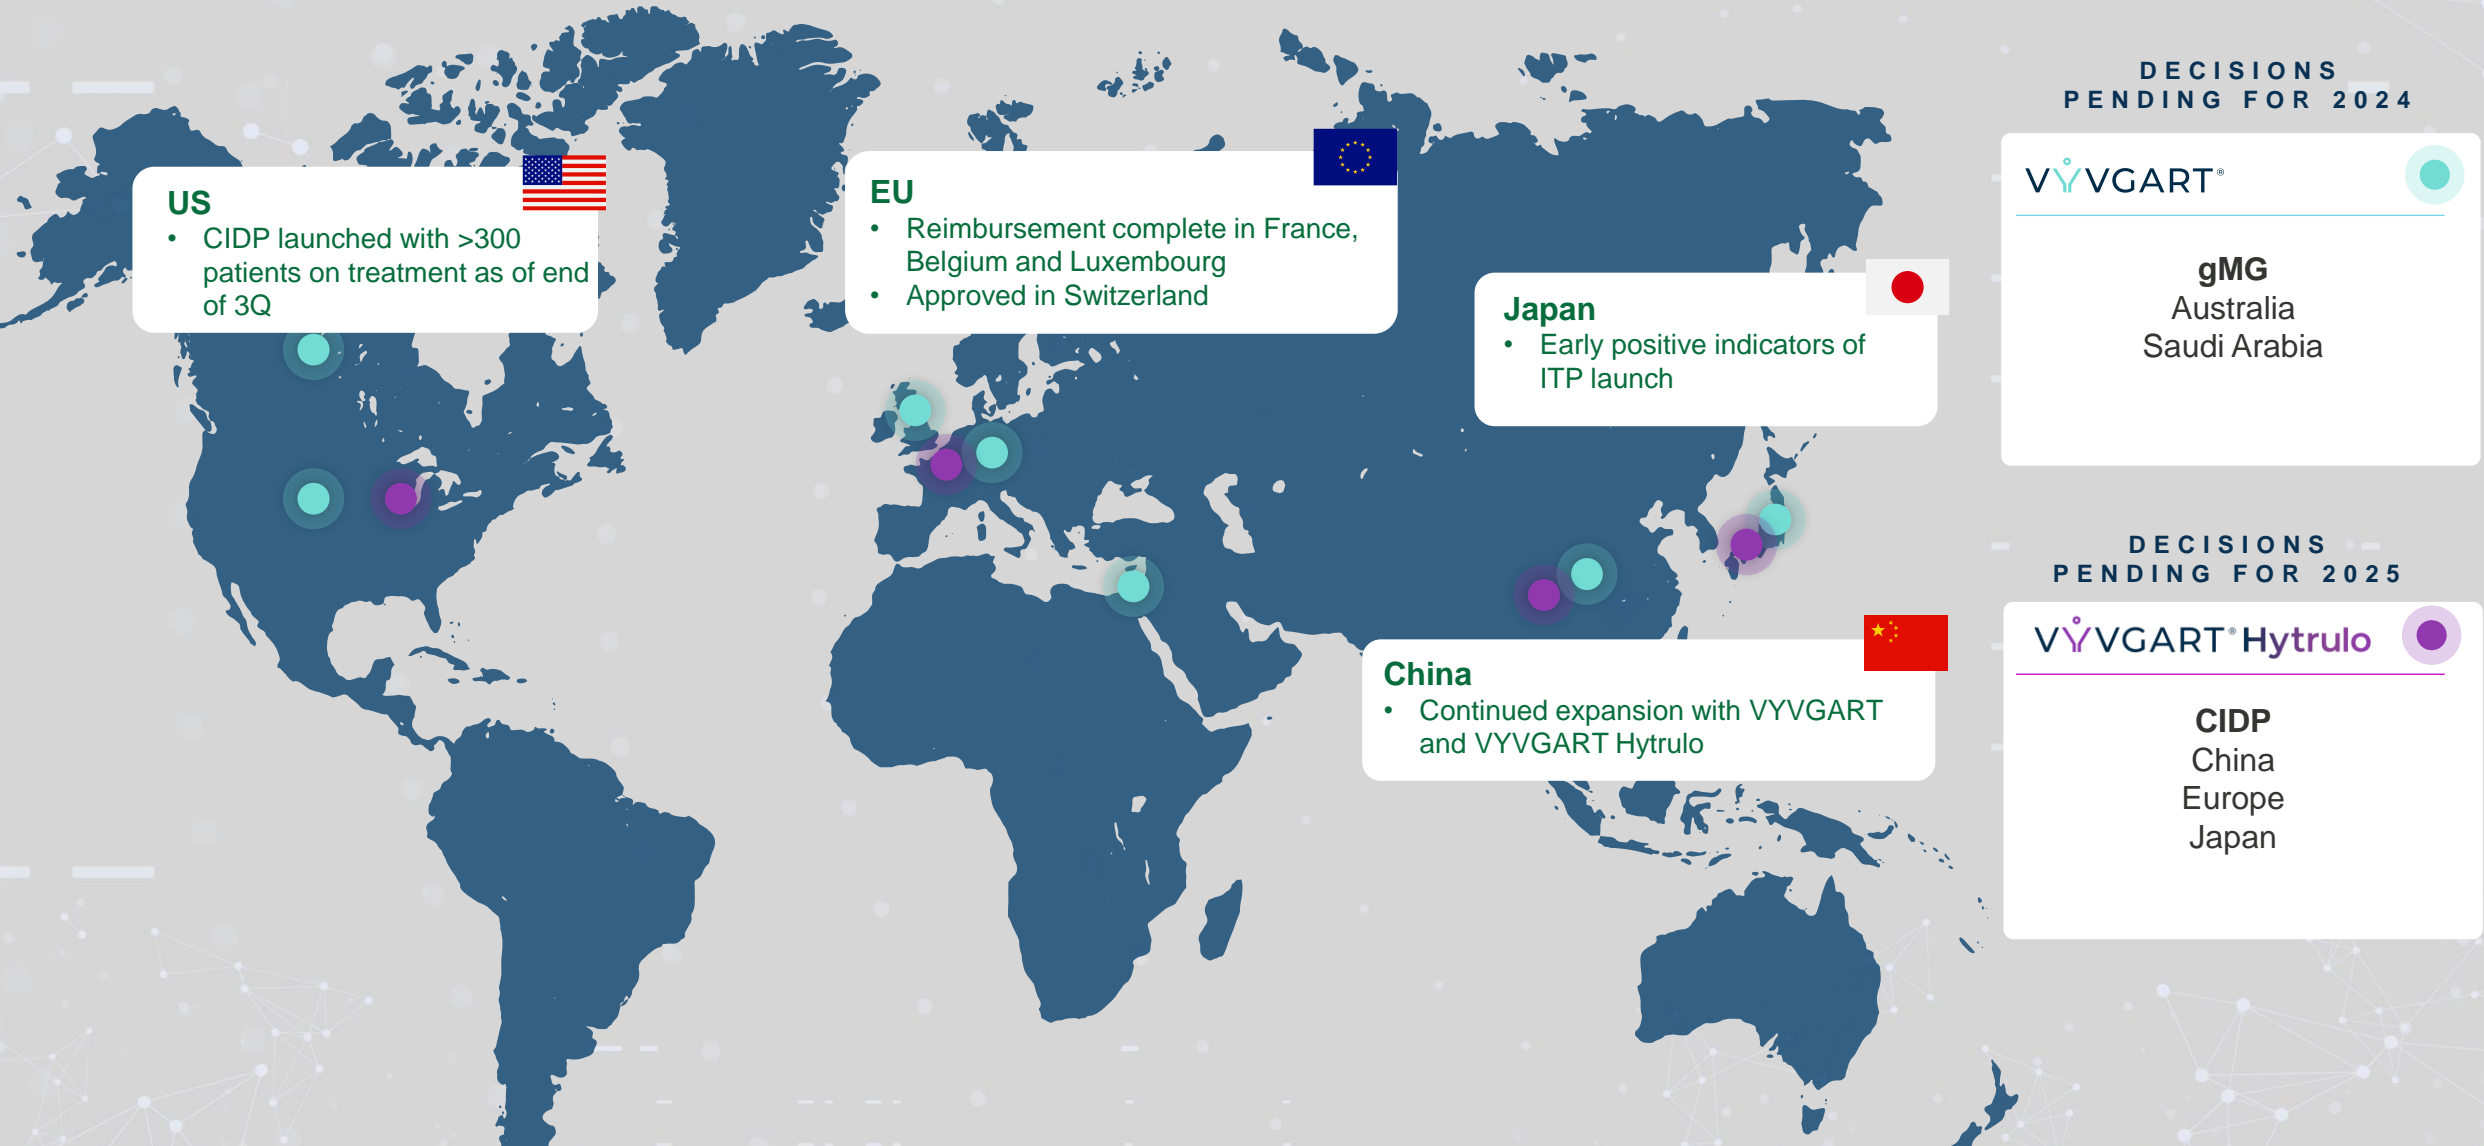 US
• CIDP launched with >300
patients on treatment as of end
of 3Q
EU
• Reimbursement complete in France,
Belgium and Luxembourg
• Approved in Switzerland
Japan
• Early positive indicators of
ITP launch
China
• Continued expansion with VYVGART
and VYVGART Hytrulo
DECISIONS
PENDING FOR 2024
VYVGART®
gMG
Australia
Saudi Arabia
DECISIONS
PENDING FOR 2025
VYVGART® Hytrulo
CIDP
China
Europe
Japan